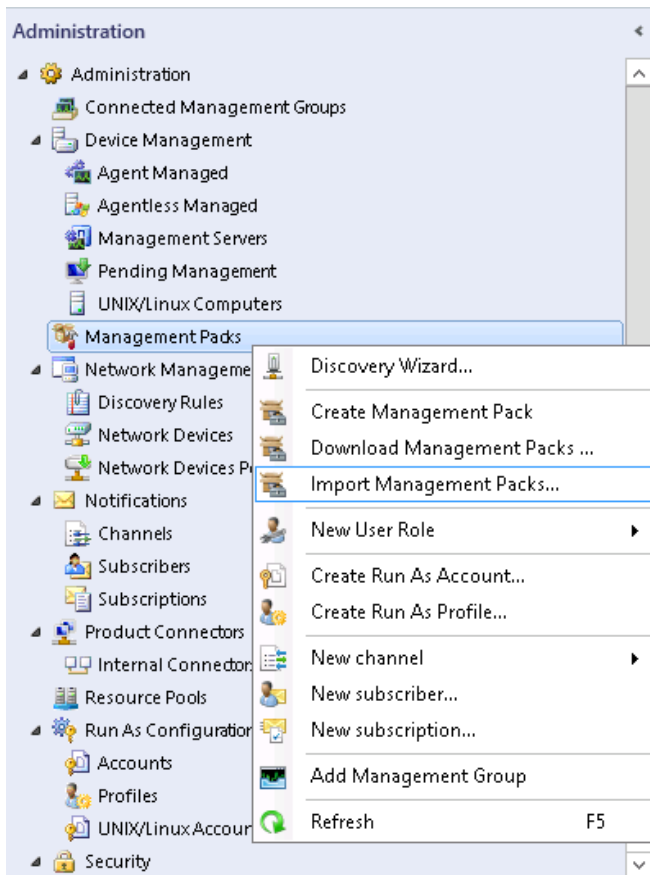 Administration
Administration
Connected Management Groups
Device Management
Agent Managed
Agentless Managed
Management Servers
Pending Management
UNIX/Linux Computers
Management Packs
Network Manageme
Discovery Rules
Network Devices
Network Devices P
Notifications
Channels
Subscribers
Subscriptions
Product Connectors
Internal Connector
Resource Pools
Run As Configuration
Accounts
Profiles
UNIX/Linux Accour
Security
Discovery Wizard...
Create Management Pack
Download Management Packs ...
Import Management Packs...
New User Role
Create Run As Account...
Create Run As Profile...
New channel
New subscriber...
New subscription...
Add Management Group
Refresh F5